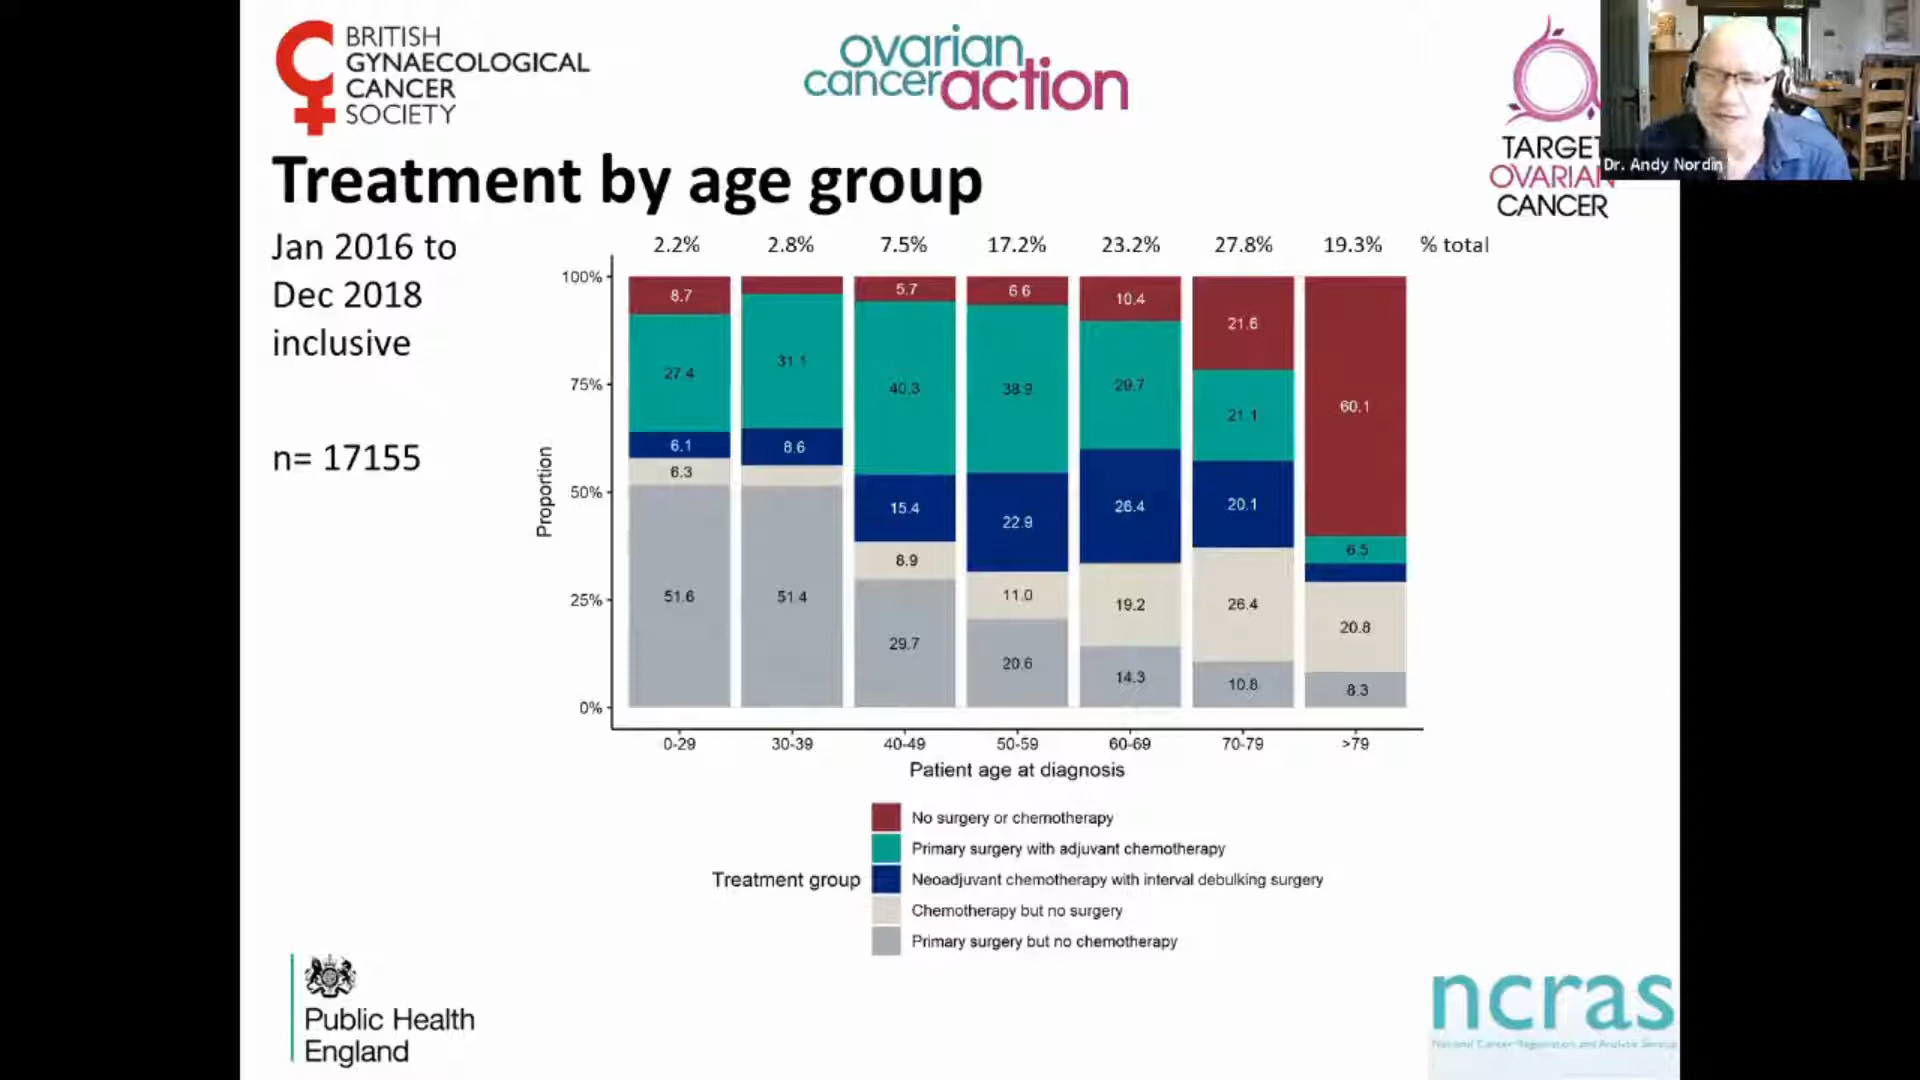 BRITISH
GYNAECOLOGICAL
CANCER
SOCIETY
ovarian
canceraction
TARGET
OVARIAN
CANCER
Dr. Andy Nordin
Treatment by age group
Jan 2016 to
Dec 2018
inclusive
n= 17155
2.2% 2.8% 7.5% 17.2% 23.2% 27.8% 19.3% % total
100%
75%
50%
25%
0%
Proportion
8.7 5.7 6.6 10.4 21.6 60.1
27.4 31.1 40.3 38.9 29.7 21.1 6.5
6.1 8.6 15.4 22.9 26.4 20.1
6.3 8.9 11.0 19.2 26.4 20.8
51.6 51.4 29.7 20.6 14.3 10.8 8.3
0-29 30-39 40-49 50-59 60-69 70-79 >79
Patient age at diagnosis
Treatment group
No surgery or chemotherapy
Primary surgery with adjuvant chemotherapy
Neoadjuvant chemotherapy with interval debulking surgery
Chemotherapy but no surgery
Primary surgery but no chemotherapy
Public Health
England
ncras
National Cancer Registration and Analysis Service